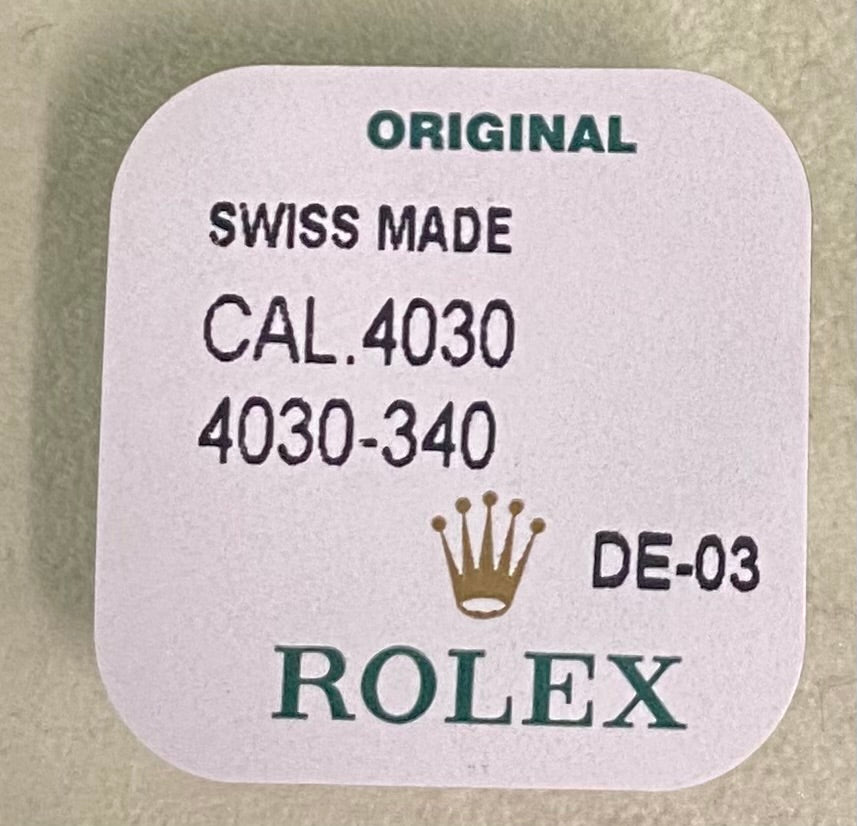 ORIGINAL
SWISS MADE
CAL.4030
4030-340
DE-03
ROLEX